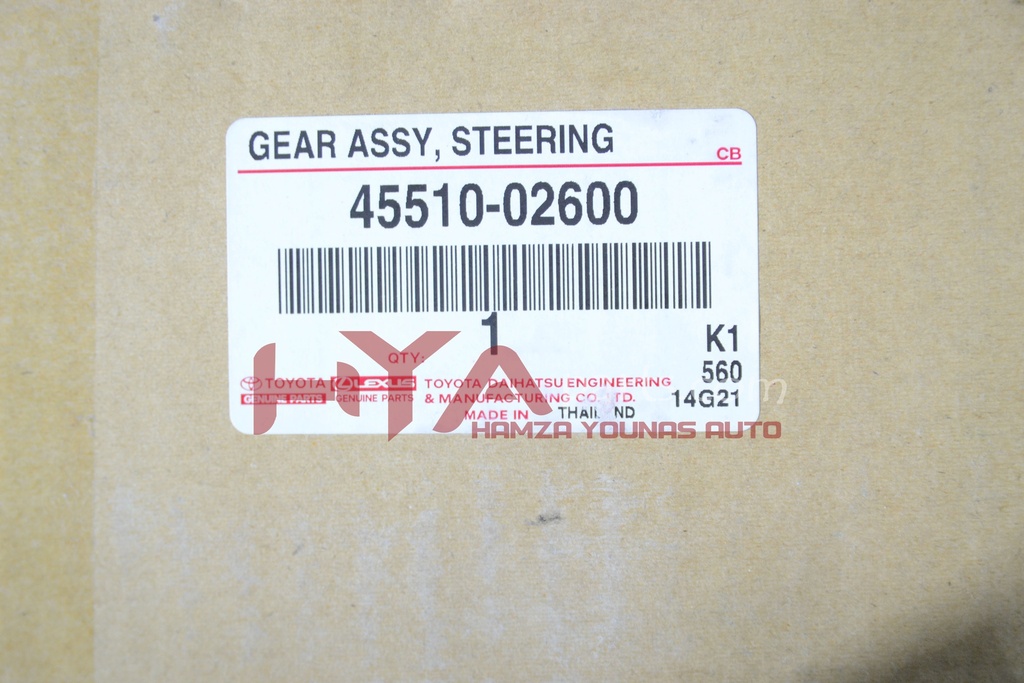 GEAR ASSY, STEERING
CB
45510-02600
1
K1
QTY:
560
TOYOTA LEXUS TOYOTA DAIHATSU ENGINEERING
GENUINE PARTS GENUINE PARTS & MANUFACTURING CO., LTD. 14G21
MADE IN THAILAND
HYA
HAMZA YOUNAS AUTO